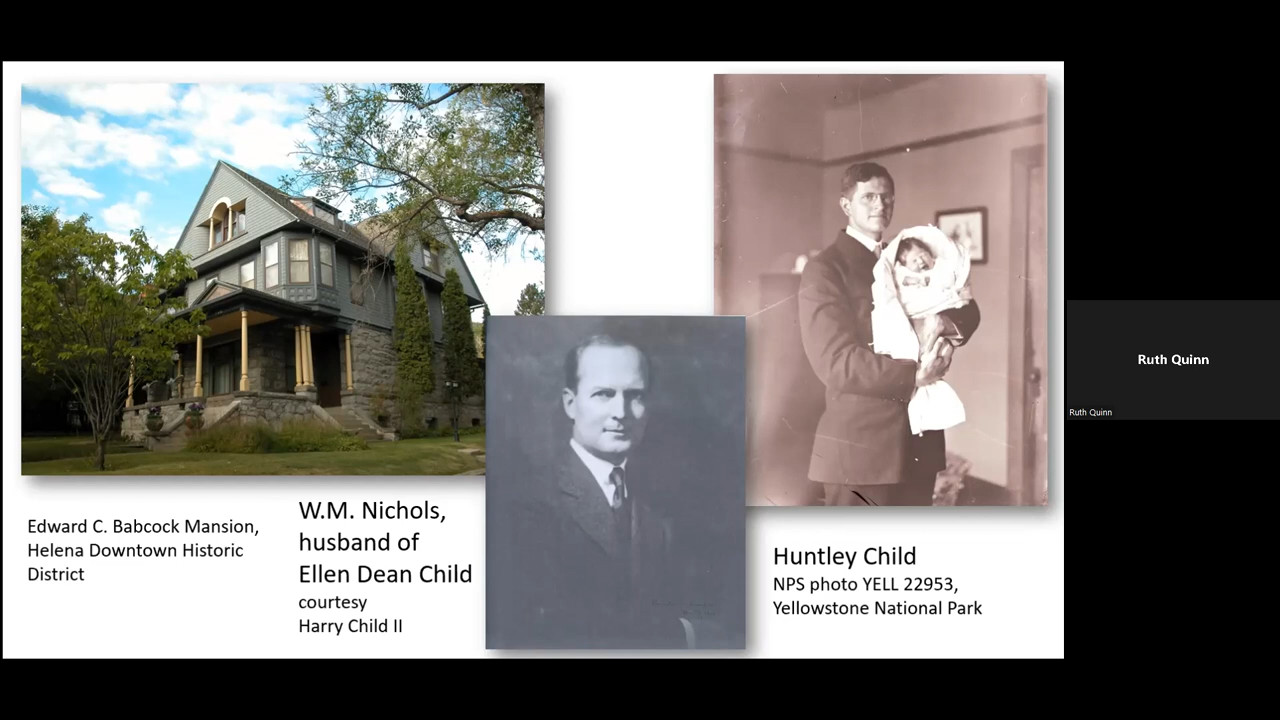 Edward C. Babcock Mansion,
Helena Downtown Historic
District
W.M. Nichols,
husband of
Ellen Dean Child
courtesy
Harry Child II
Huntley Child
NPS photo YELL 22953,
Yellowstone National Park
Ruth Quinn
Ruth Quinn